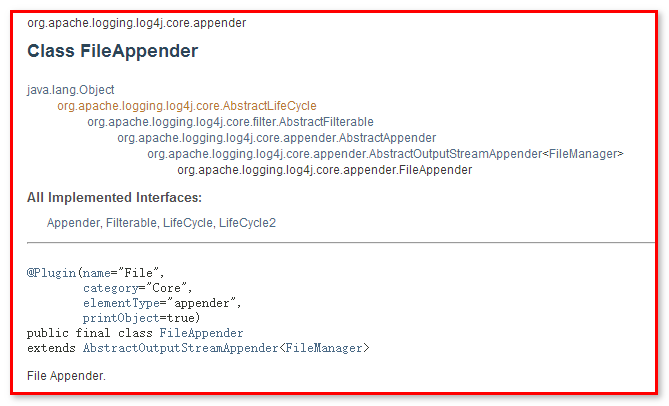 org.apache.logging.log4j.core.appender
Class FileAppender
java.lang.Object
org.apache.logging.log4j.core.AbstractLifeCycle
org.apache.logging.log4j.core.filter.AbstractFilterable
org.apache.logging.log4j.core.appender.AbstractAppender
org.apache.logging.log4j.core.appender.AbstractOutputStreamAppender<FileManager>
org.apache.logging.log4j.core.appender.FileAppender
All Implemented Interfaces:
Appender, Filterable, LifeCycle, LifeCycle2
@Plugin(name="File",
category="Core",
elementType="appender",
printObject=true)
public final class FileAppender
extends AbstractOutputStreamAppender<FileManager>
File Appender.